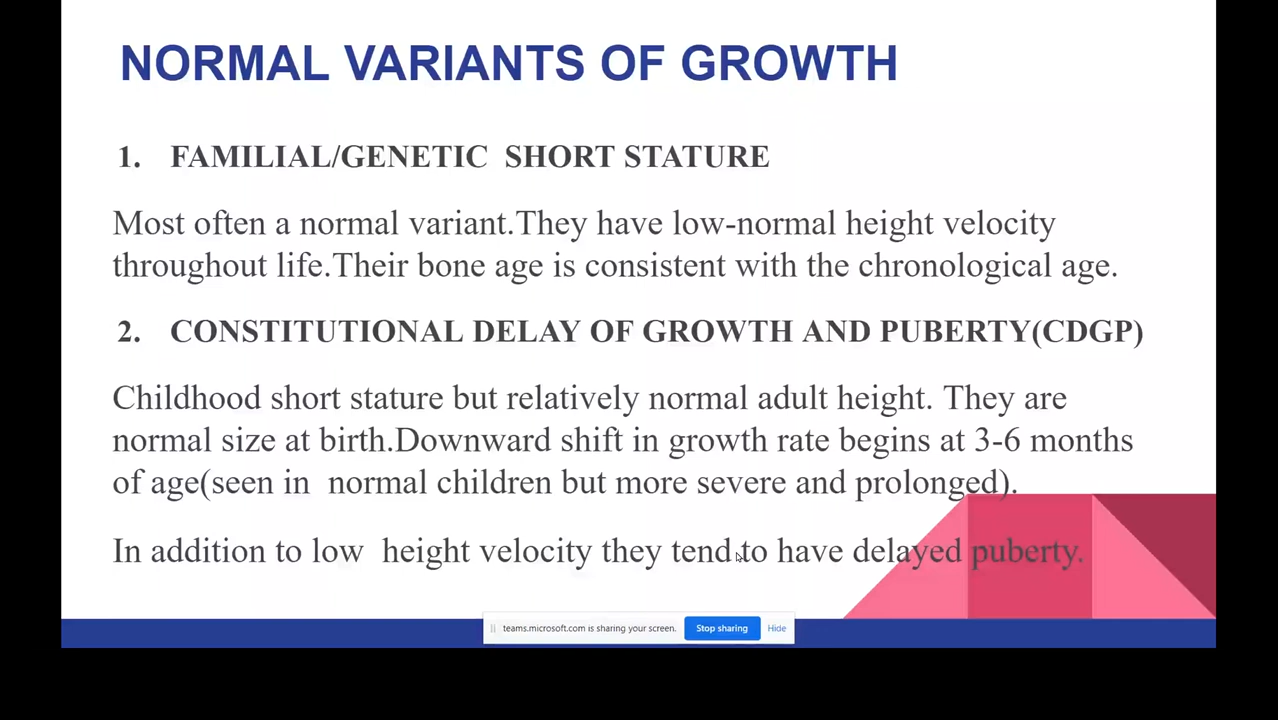 NORMAL VARIANTS OF GROWTH
1. FAMILIAL/GENETIC SHORT STATURE
Most often a normal variant.They have low-normal height velocity
throughout life.Their bone age is consistent with the chronological age.
2. CONSTITUTIONAL DELAY OF GROWTH AND PUBERTY(CDGP)
Childhood short stature but relatively normal adult height. They are
normal size at birth.Downward shift in growth rate begins at 3-6 months
of age(seen in normal children but more severe and prolonged).
In addition to low height velocity they tend to have delayed puberty.
teams.microsoft.com is sharing your screen. Stop sharing Hide